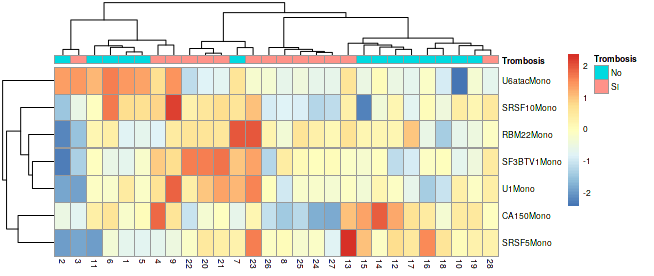 Trombosis
U6atacMono
SRSF10Mono
RBM22Mono
SF3BTV1Mono
U1Mono
CA150Mono
SRSF5Mono
2 3 11 6 1 5 4 9 22 20 21 7 23 26 8 25 24 27 13 15 14 12 17 16 18 10 19 28
2
1
0
-1
-2
Trombosis
No
SI